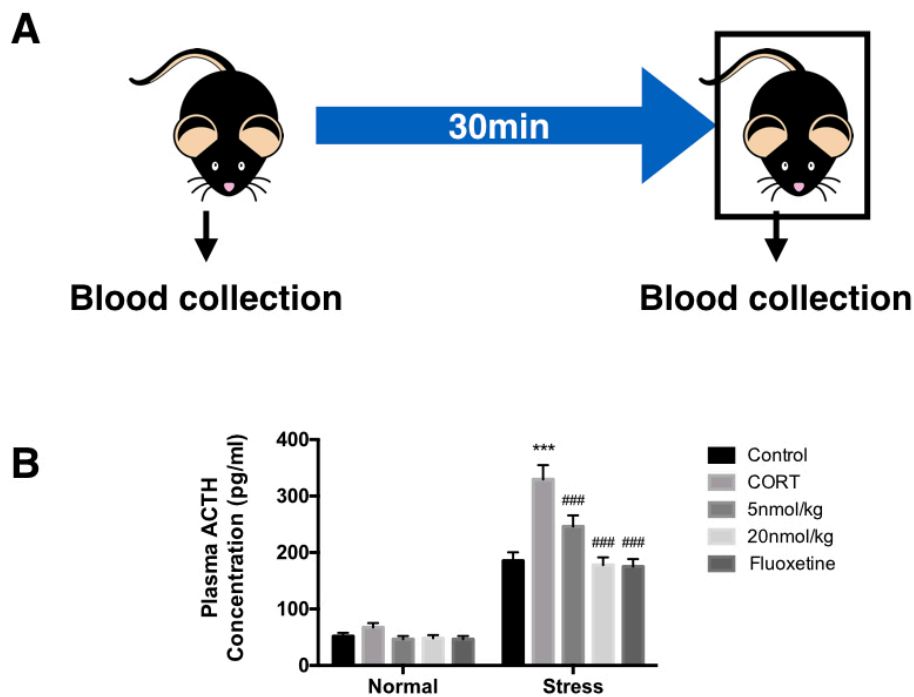 A
30min
Blood collection
Blood collection
B
Plasma ACTH
Concentration (pg/ml)
400
300
200
100
0
***
###
###
###
Normal
Stress
Control
CORT
5nmol/kg
20nmol/kg
Fluoxetine